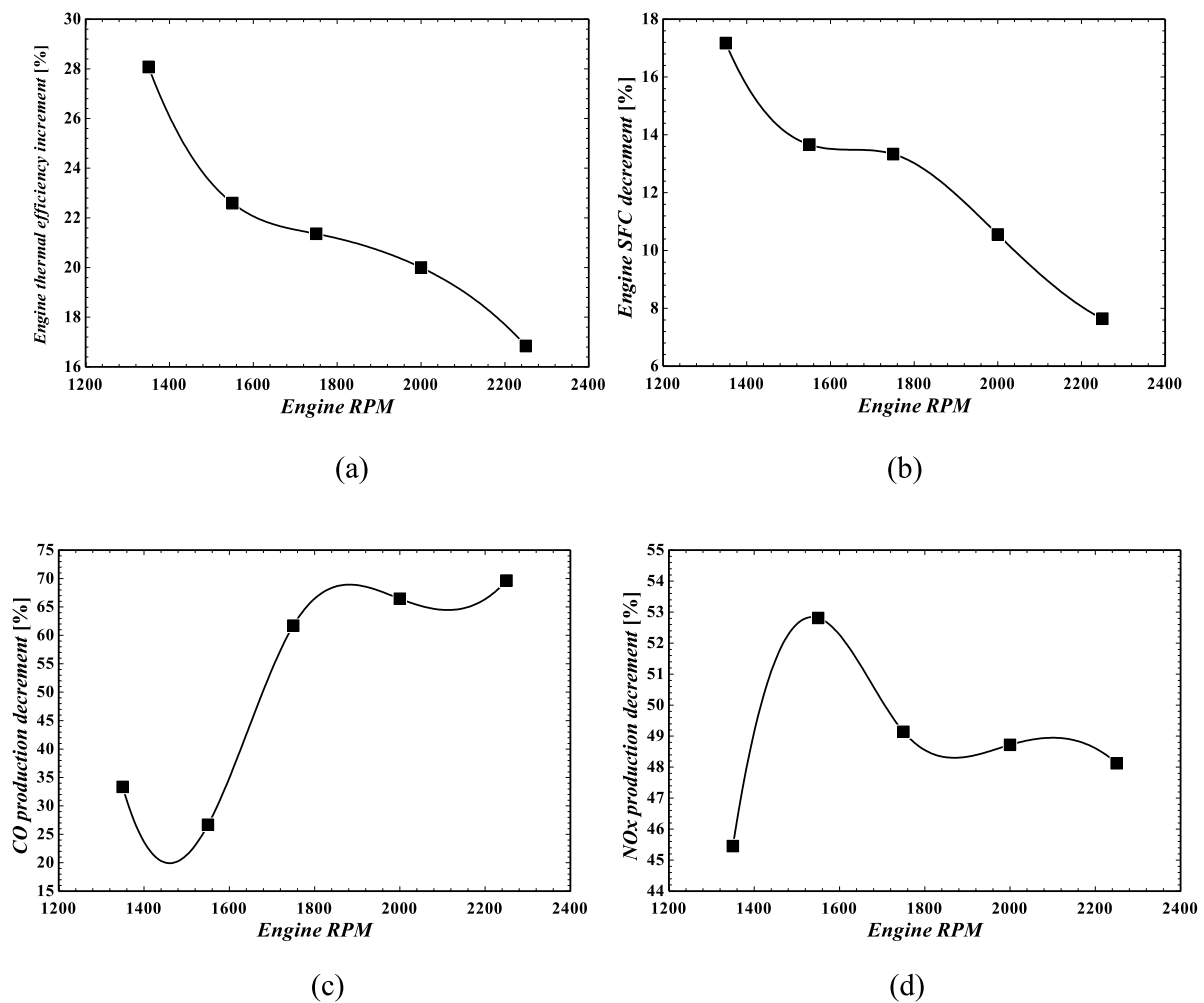 Engine thermal efficiency increment [%]
30
28
26
24
22
20
18
16
1200 1400 1600 1800 2000 2200 2400
Engine RPM
(a)
Engine SFC decrement [%]
18
16
14
12
10
8
6
1200 1400 1600 1800 2000 2200 2400
Engine RPM
(b)
CO production decrement [%]
75
70
65
60
55
50
45
40
35
30
25
20
15
1200 1400 1600 1800 2000 2200 2400
Engine RPM
(c)
NOx production decrement [%]
55
54
53
52
51
50
49
48
47
46
45
44
1200 1400 1600 1800 2000 2200 2400
Engine RPM
(d)